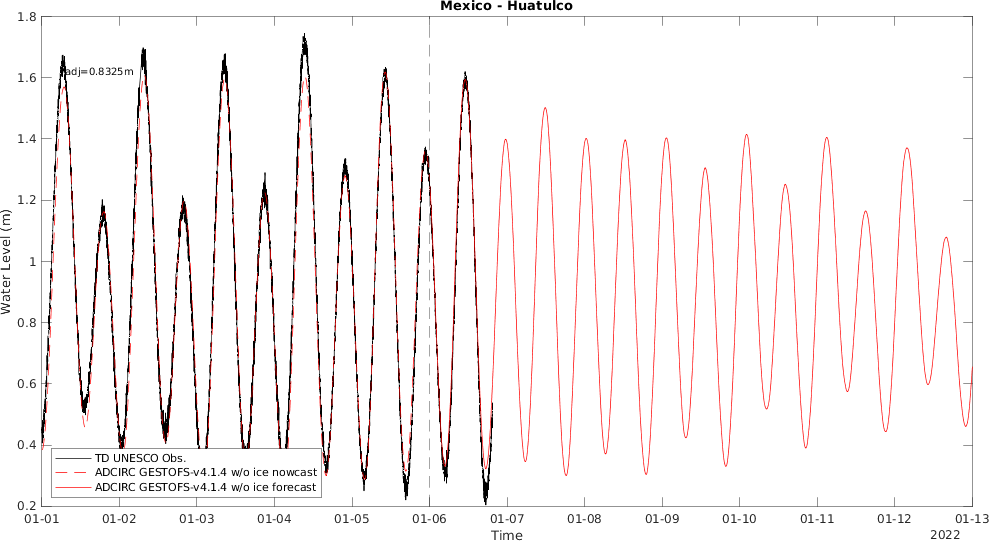 Mexico - Huatulco
1.8
1.6
1.4
1.2
1
0.8
0.6
0.4
0.2
Water Level (m)
adj=0.8325m
TD UNESCO Obs.
ADCIRC GESTOFS-v4.1.4 w/o ice nowcast
ADCIRC GESTOFS-v4.1.4 w/o ice forecast
01-01 01-02 01-03 01-04 01-05 01-06 01-07 01-08 01-09 01-10 01-11 01-12 01-13
Time
2022